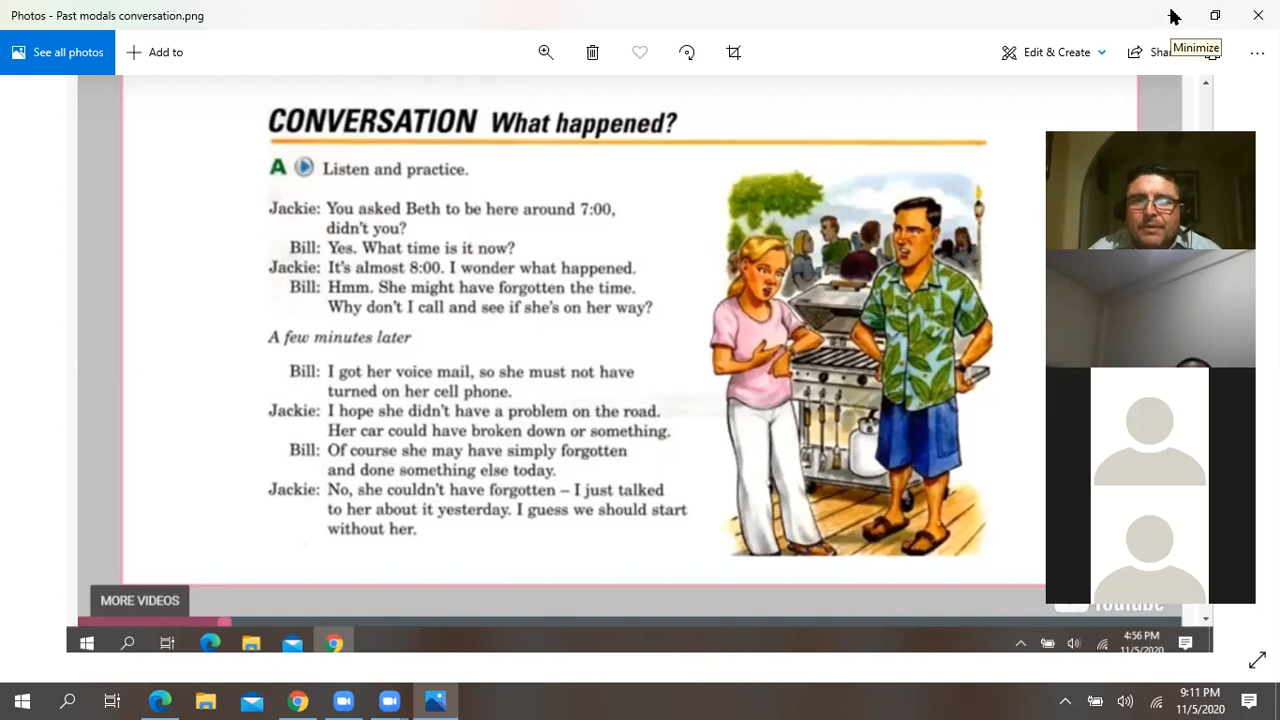 Photos - Past modals conversation.png
Minimize
See all photos
Add to
Edit & Create
CONVERSATION What happened?
A Listen and practice.
Jackie: You asked Beth to be here around 7:00,
didn't you?
Bill: Yes. What time is it now?
Jackie: It's almost 8:00. I wonder what happened.
Bill: Hmm. She might have forgotten the time.
Why don't I call and see if she's on her way?
A few minutes later
Bill: I got her voice mail, so she must not have
turned on her cell phone.
Jackie: I hope she didn't have a problem on the road.
Her car could have broken down or something.
Bill: Of course she may have simply forgotten
and done something else today.
Jackie: No, she couldn't have forgotten – I just talked
to her about it yesterday. I guess we should start
without her.
MORE VIDEOS
YouTube
4:56 PM
11/5/2020
9:11 PM
11/5/2020